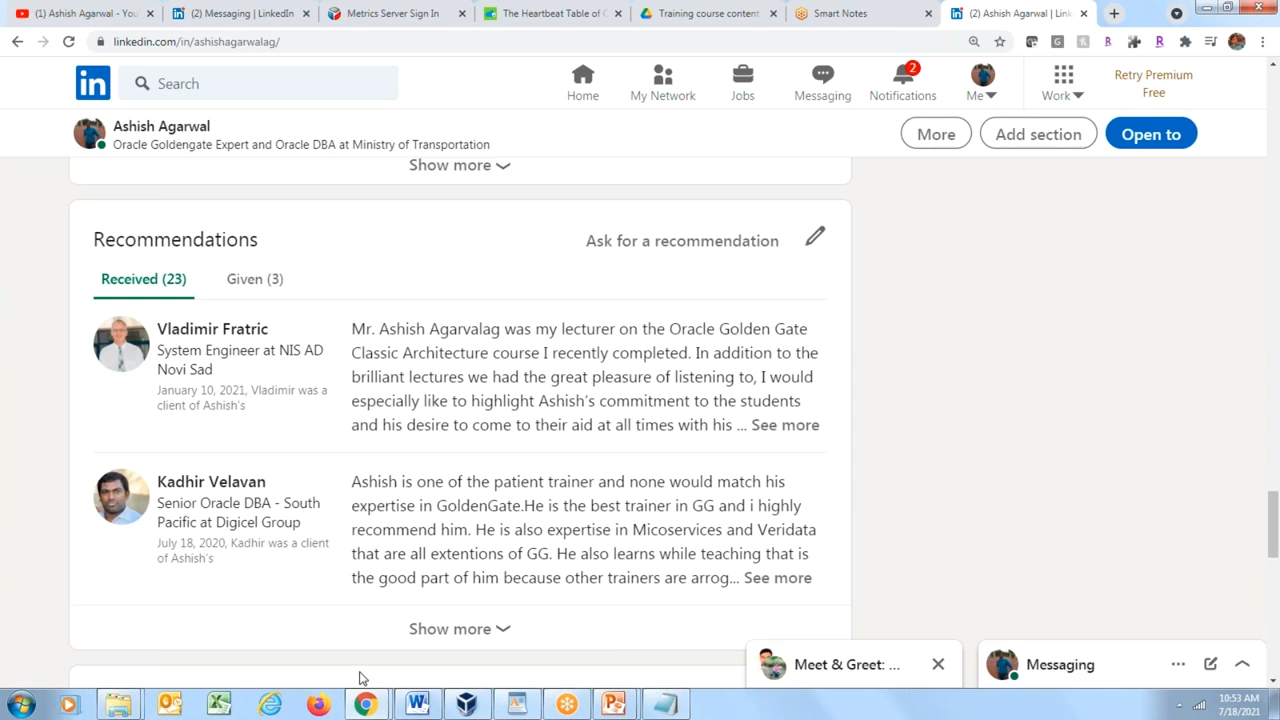 (1) Ashish Agarwal - You
(2) Messaging | LinkedIn
Metrics Server Sign In
The Heartbeat Table of C
Training course content
Smart Notes
(2) Ashish Agarwal | Link
linkedin.com/in/ashishagarwalag/
in
Search
Home
My Network
Jobs
Messaging
2
Notifications
Me
Work
Retry Premium
Free
Ashish Agarwal
Oracle Goldengate Expert and Oracle DBA at Ministry of Transportation
More
Add section
Open to
Show more
Recommendations
Ask for a recommendation
Received (23)
Given (3)
Vladimir Fratric
System Engineer at NIS AD
Novi Sad
January 10, 2021, Vladimir was a
client of Ashish's
Mr. Ashish Agarvalag was my lecturer on the Oracle Golden Gate
Classic Architecture course I recently completed. In addition to the
brilliant lectures we had the great pleasure of listening to, I would
especially like to highlight Ashish's commitment to the students
and his desire to come to their aid at all times with his ... See more
Kadhir Velavan
Senior Oracle DBA - South
Pacific at Digicel Group
July 18, 2020, Kadhir was a client
of Ashish's
Ashish is one of the patient trainer and none would match his
expertise in GoldenGate.He is the best trainer in GG and i highly
recommend him. He is also expertise in Micoservices and Veridata
that are all extentions of GG. He also learns while teaching that is
the good part of him because other trainers are arrog... See more
Show more
Meet & Greet: ...
Messaging
10:53 AM
7/18/2021